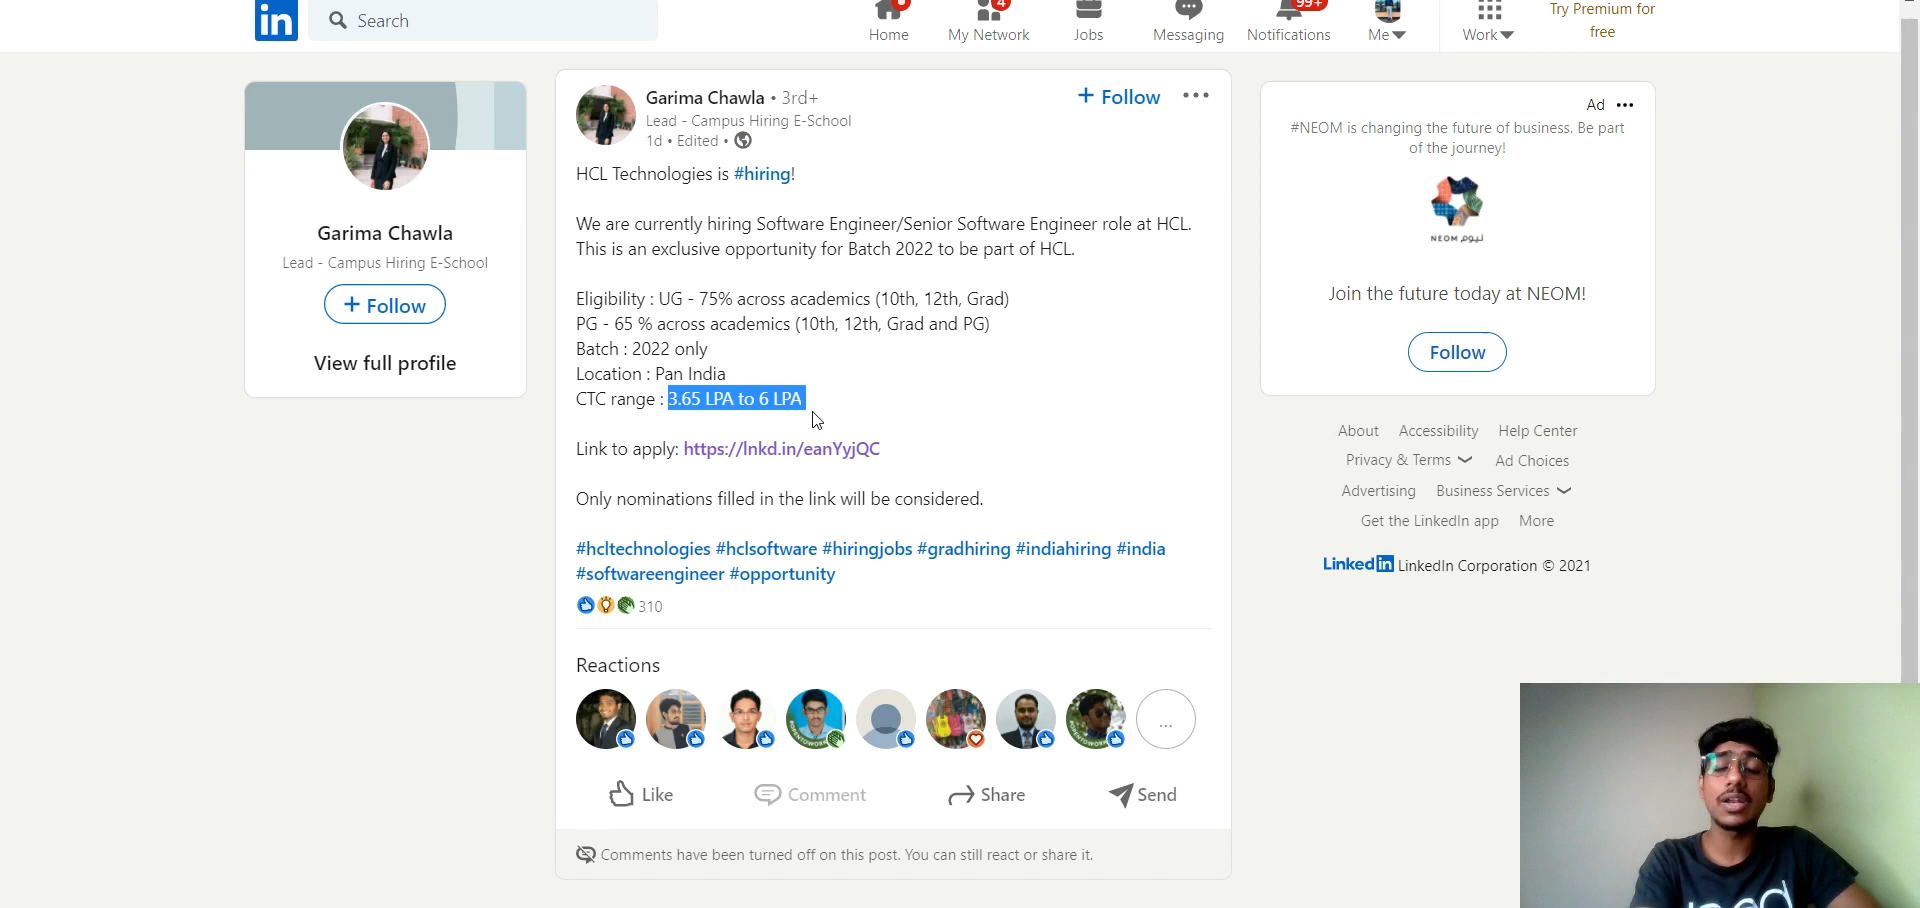 in
Search
4
99+
Home
My Network
Jobs
Messaging
Notifications
Me
Work
Try Premium for
free
Garima Chawla
Lead - Campus Hiring E-School
+ Follow
View full profile
Garima Chawla • 3rd+
Lead - Campus Hiring E-School
1d • Edited •
+ Follow
HCL Technologies is #hiring!
We are currently hiring Software Engineer/Senior Software Engineer role at HCL.
This is an exclusive opportunity for Batch 2022 to be part of HCL.
Eligibility : UG - 75% across academics (10th, 12th, Grad)
PG - 65 % across academics (10th, 12th, Grad and PG)
Batch : 2022 only
Location : Pan India
CTC range : 3.65 LPA to 6 LPA
Link to apply: https://lnkd.in/eanYyjQC
Only nominations filled in the link will be considered.
#hcltechnologies #hclsoftware #hiringjobs #gradhiring #indiahiring #india
#softwareengineer #opportunity
310
Reactions
...
Like
Comment
Share
Send
Comments have been turned off on this post. You can still react or share it.
Ad
#NEOM is changing the future of business. Be part
of the journey!
NEOM نيوم
Join the future today at NEOM!
Follow
About Accessibility Help Center
Privacy & Terms Ad Choices
Advertising Business Services
Get the LinkedIn app More
LinkedIn LinkedIn Corporation © 2021